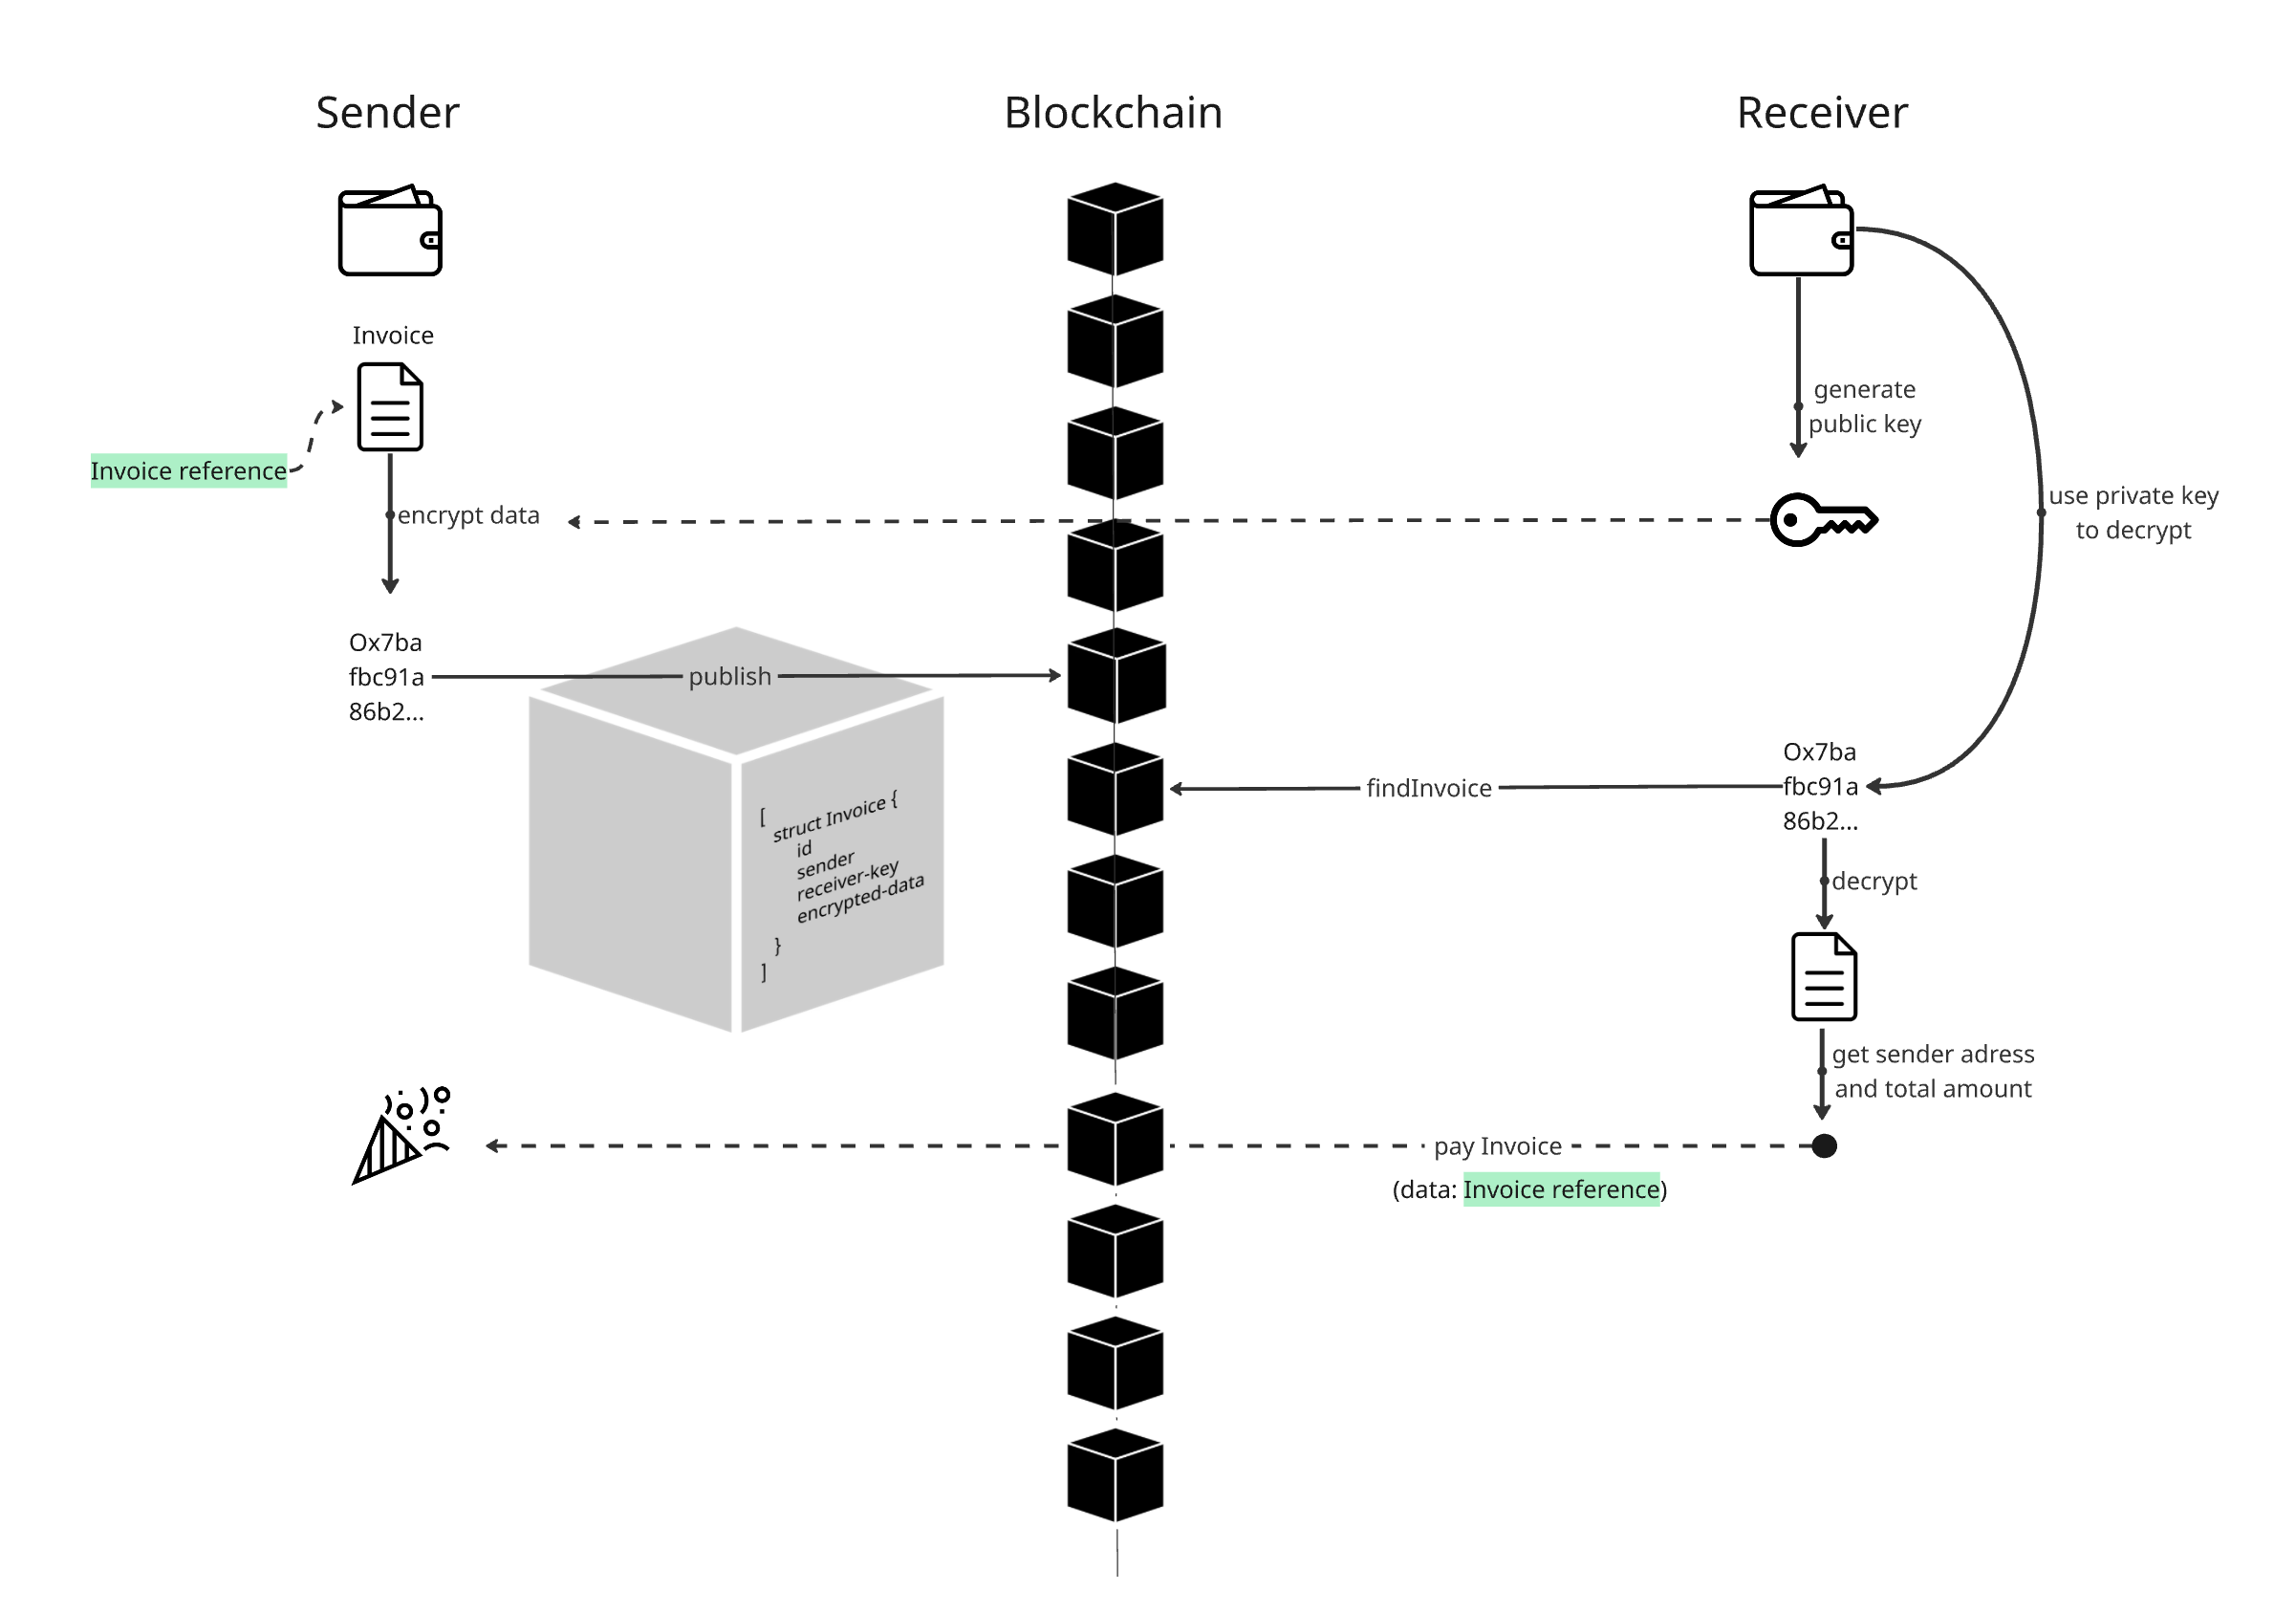 Sender
Blockchain
Receiver
Invoice
Invoice reference
encrypt data
generate
public key
use private key
to decrypt
Ox7ba
fbc91a
86b2...
publish
[
struct Invoice {
id
sender
receiver-key
encrypted-data
}
]
findInvoice
Ox7ba
fbc91a
86b2...
decrypt
get sender adress
and total amount
pay Invoice
(data: Invoice reference)